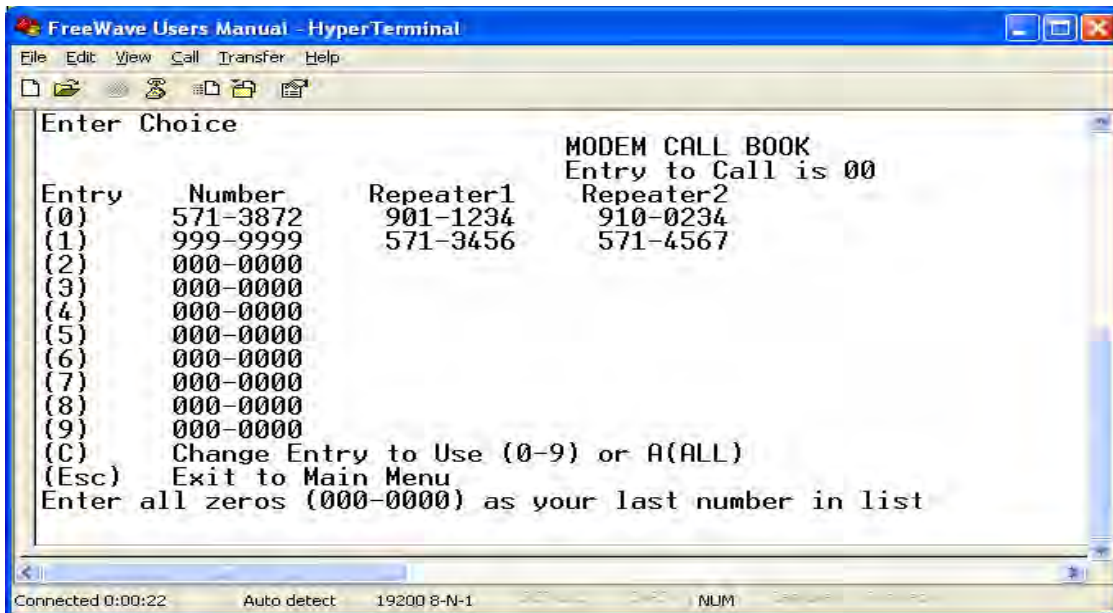 FreeWave Users Manual - HyperTerminal
File Edit View Call Transfer Help
Enter Choice
MODEM CALL BOOK
Entry to Call is 00
Entry Number Repeater1 Repeater2
(0) 571-3872 901-1234 910-0234
(1) 999-9999 571-3456 571-4567
(2) 000-0000
(3) 000-0000
(4) 000-0000
(5) 000-0000
(6) 000-0000
(7) 000-0000
(8) 000-0000
(9) 000-0000
(C) Change Entry to Use (0-9) or A(ALL)
(Esc) Exit to Main Menu
Enter all zeros (000-0000) as your last number in list
Connected 0:00:22 Auto detect 19200 8-N-1 NUM